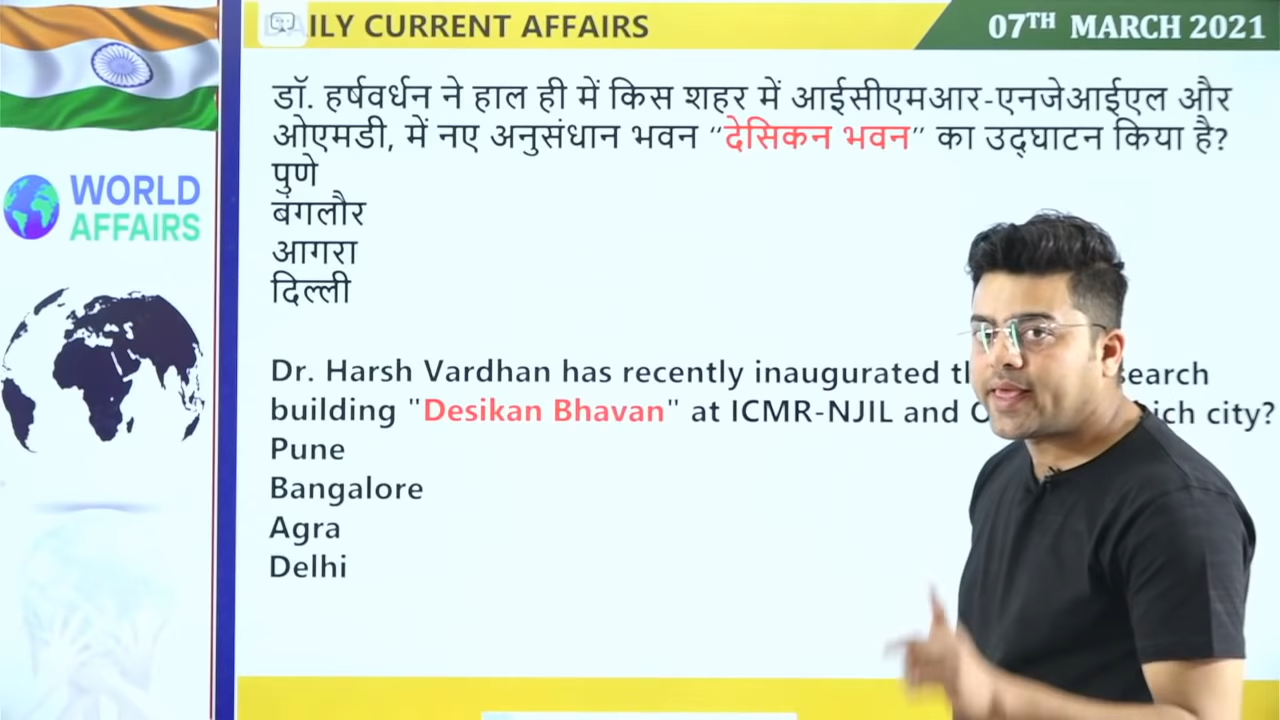 ILY CURRENT AFFAIRS
07TH MARCH 2021
WORLD
AFFAIRS
डॉ. हर्षवर्धन ने हाल ही में किस शहर में आईसीएमआर-एनजेआईएल और
ओएमडी, में नए अनुसंधान भवन “देसिकन भवन” का उद्घाटन किया है?
पुणे
बंगलौर
आगरा
दिल्ली
Dr. Harsh Vardhan has recently inaugurated
building "Desikan Bhavan" at ICMR-NJIL and city?
Pune
Bangalore
Agra
Delhi